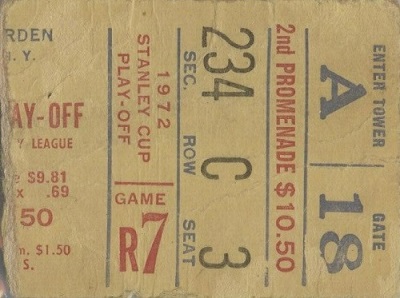 RDEN
. Y.
AY-OFF
Y LEAGUE
e $9.81
x .69
50
m. $1.50
S.
1972
STANLEY CUP
PLAY-OFF
GAME
R7
234 C 3
SEC. ROW SEAT
2nd PROMENADE $10.50
A 18
ENTER TOWER GATE